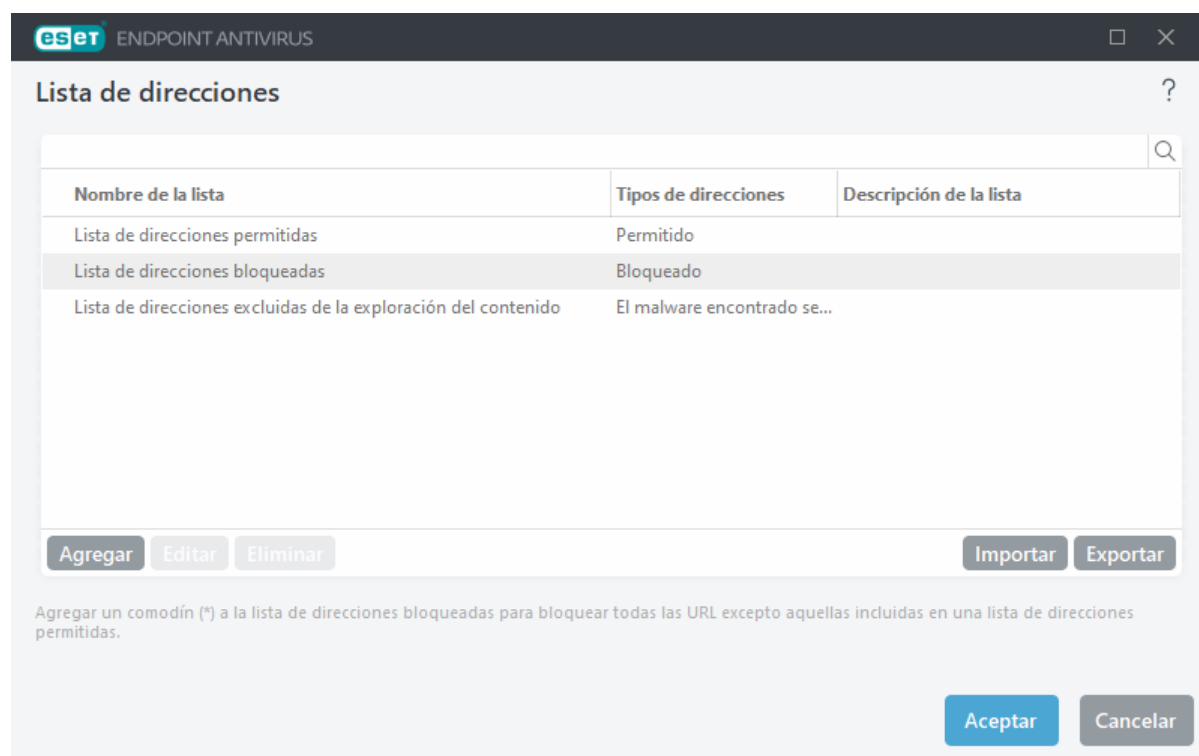 eset ENDPOINT ANTIVIRUS
Lista de direcciones ?
Nombre de la lista Tipos de direcciones Descripción de la lista
Lista de direcciones permitidas Permitido
Lista de direcciones bloqueadas Bloqueado
Lista de direcciones excluidas de la exploración del contenido El malware encontrado se...
Agregar Editar Eliminar Importar Exportar
Agregar un comodín (*) a la lista de direcciones bloqueadas para bloquear todas las URL excepto aquellas incluidas en una lista de direcciones
permitidas.
Aceptar Cancelar